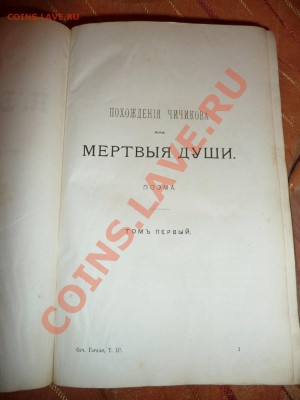 COINS.LAVE.RU
ПОХОЖДЕНІЯ ЧИЧИКОВА
ИЛИ
МЕРТВЫЯ ДУШИ.
ПОЭМА
ТОМЪ ПЕРВЫЙ.
Соч. Гоголя, Т. III.
1
COINS.LAVE.RU